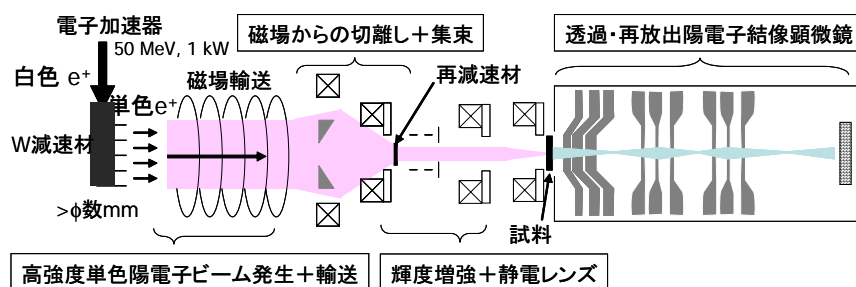 電子加速器
50 MeV, 1 kW
白色 e⁺
単色e⁺
W減速材
>φ数mm
磁場輸送
磁場からの切離し＋集束
再減速材
透過・再放出陽電子結像顕微鏡
試料
高強度単色陽電子ビーム発生＋輸送
輝度増強＋静電レンズ